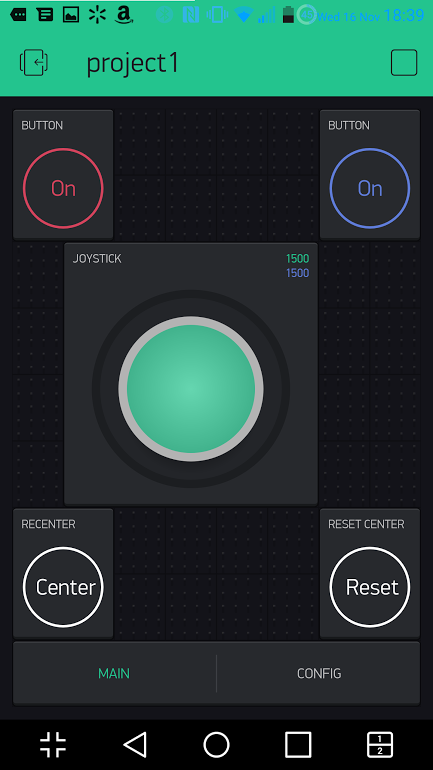 Wed 16 Nov 18:39
project1
BUTTON
BUTTON
On
On
JOYSTICK
1500
1500
RECENTER
RESET CENTER
Center
Reset
MAIN
CONFIG
1
2